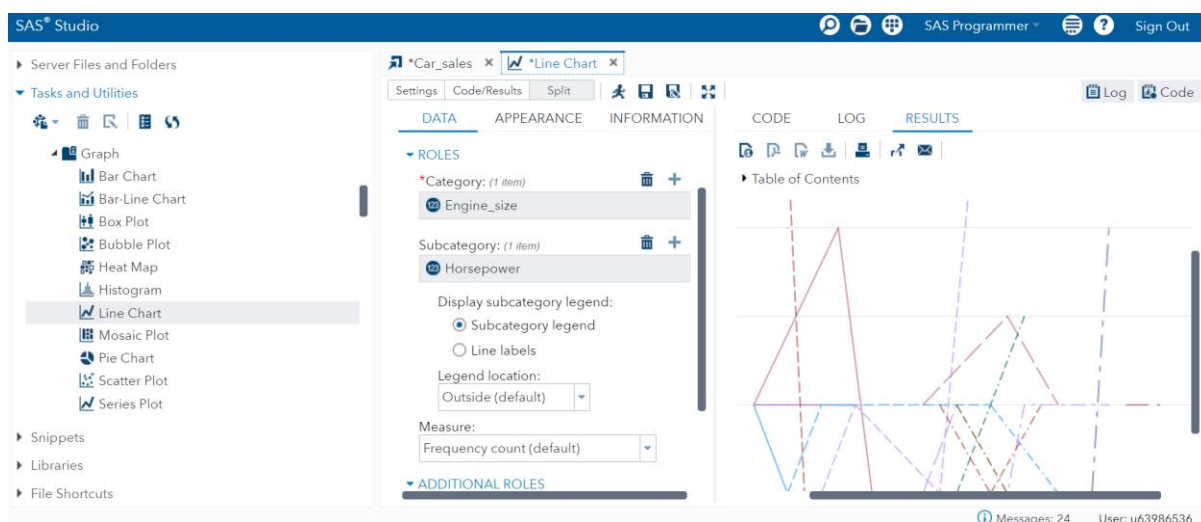 SAS® Studio
SAS Programmer
Sign Out
Server Files and Folders
Tasks and Utilities
Graph
Bar Chart
Bar-Line Chart
Box Plot
Bubble Plot
Heat Map
Histogram
Line Chart
Mosaic Plot
Pie Chart
Scatter Plot
Series Plot
Snippets
Libraries
File Shortcuts
*Car_sales × *Line Chart ×
Settings Code/Results Split
Log Code
DATA APPEARANCE INFORMATION
ROLES
*Category: (1 item)
123 Engine_size
Subcategory: (1 item)
123 Horsepower
Display subcategory legend:
Subcategory legend
Line labels
Legend location:
Outside (default)
Measure:
Frequency count (default)
ADDITIONAL ROLES
CODE LOG RESULTS
Table of Contents
Messages: 24 User: u63986536